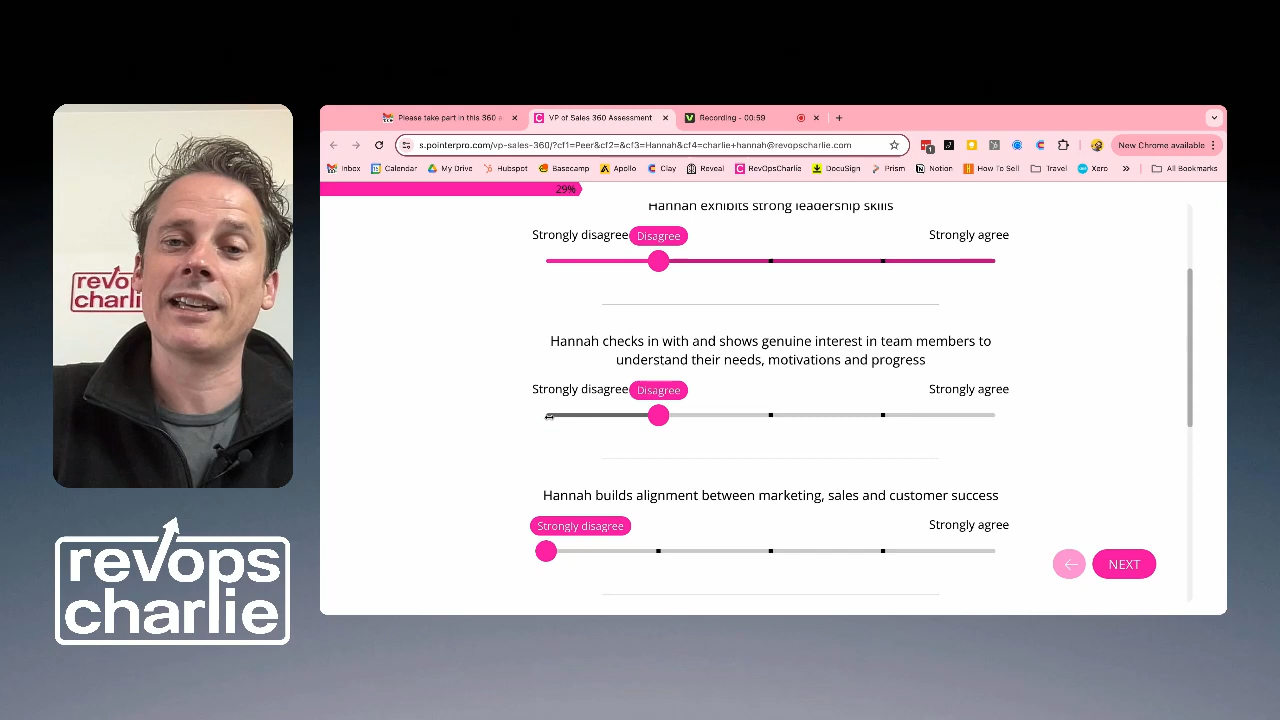 Please take part in this 360
VP of Sales 360 Assessment
Recording - 00:59
s.pointerpro.com/vp-sales-360/?cf1=Peer&cf2=&cf3=Hannah&cf4=charlie+hannah@revopscharlie.com
New Chrome available
Inbox
Calendar
My Drive
Hubspot
Basecamp
Apollo
Clay
Reveal
RevOpsCharlie
DocuSign
Prism
Notion
How To Sell
Travel
Xero
All Bookmarks
29%
Hannah exhibits strong leadership skills
Strongly disagree Disagree Strongly agree
Hannah checks in with and shows genuine interest in team members to
understand their needs, motivations and progress
Strongly disagree Disagree Strongly agree
Hannah builds alignment between marketing, sales and customer success
Strongly disagree Strongly agree
NEXT
revo
charli
revops
charlie